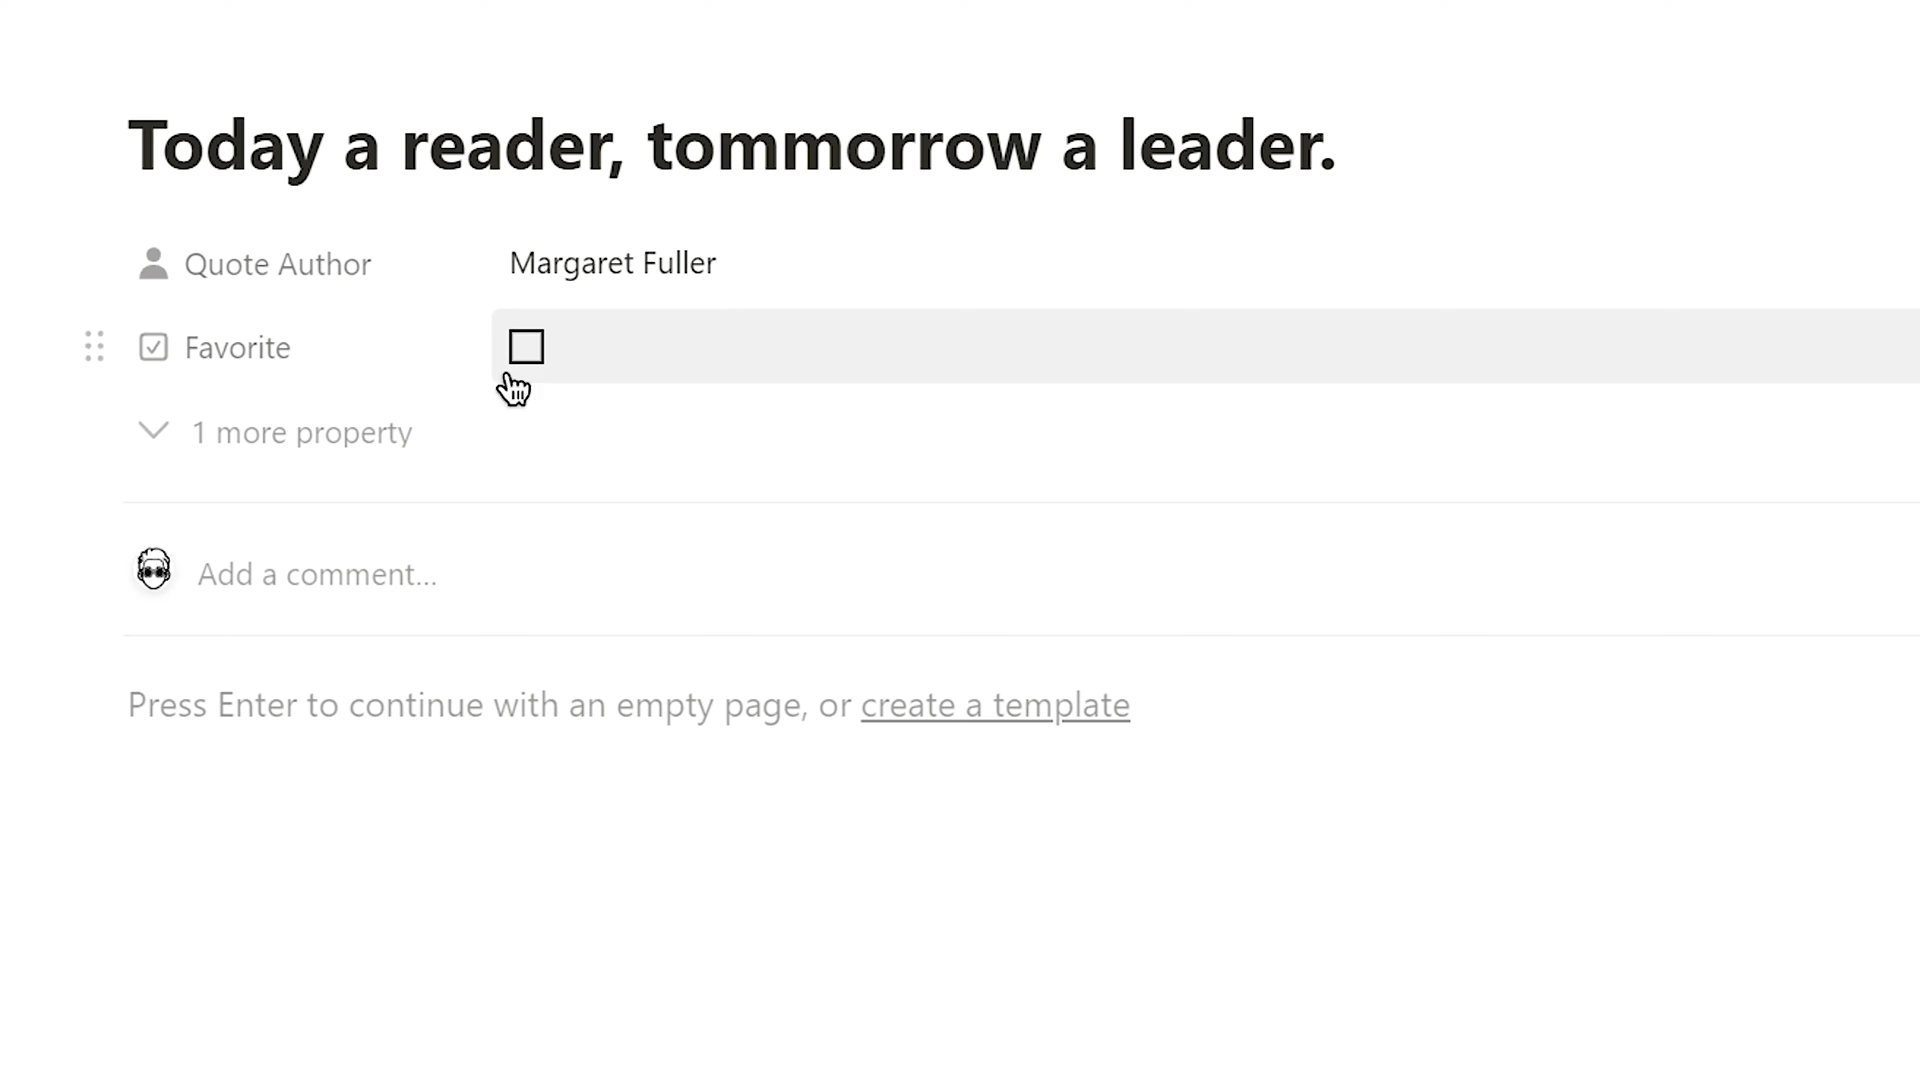 Today a reader, tommorrow a leader.
Quote Author Margaret Fuller
Favorite
1 more property
Add a comment...
Press Enter to continue with an empty page, or create a template